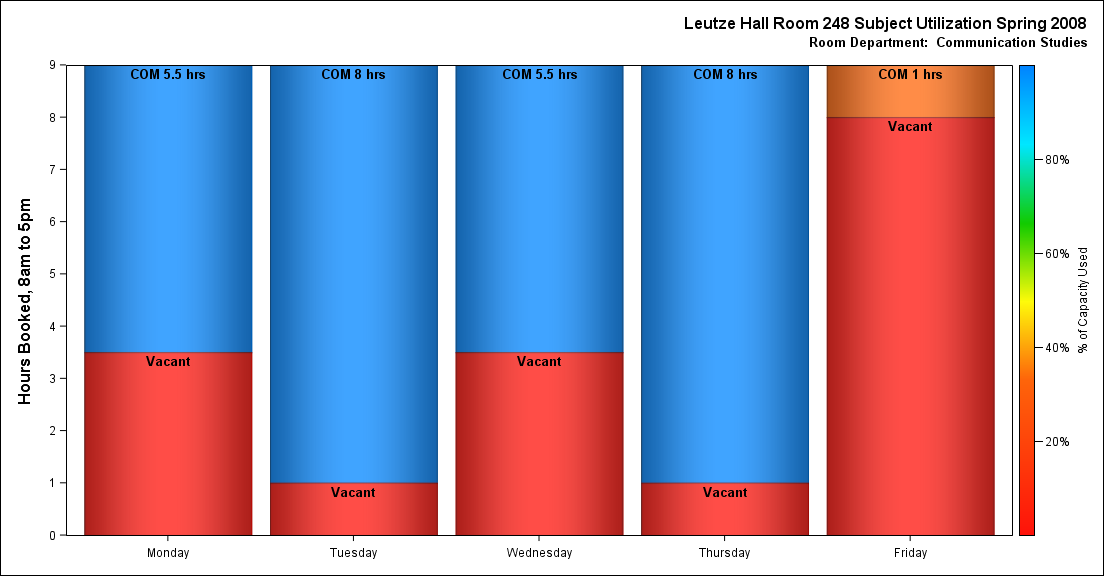 Leutze Hall Room 248 Subject Utilization Spring 2008
Room Department:  Communication Studies
Hours Booked, 8am to 5pm
9
8
7
6
5
4
3
2
1
0
COM 5.5 hrs
Vacant
COM 8 hrs
Vacant
COM 5.5 hrs
Vacant
COM 8 hrs
Vacant
COM 1 hrs
Vacant
Monday
Tuesday
Wednesday
Thursday
Friday
80%
60%
40%
20%
% of Capacity Used